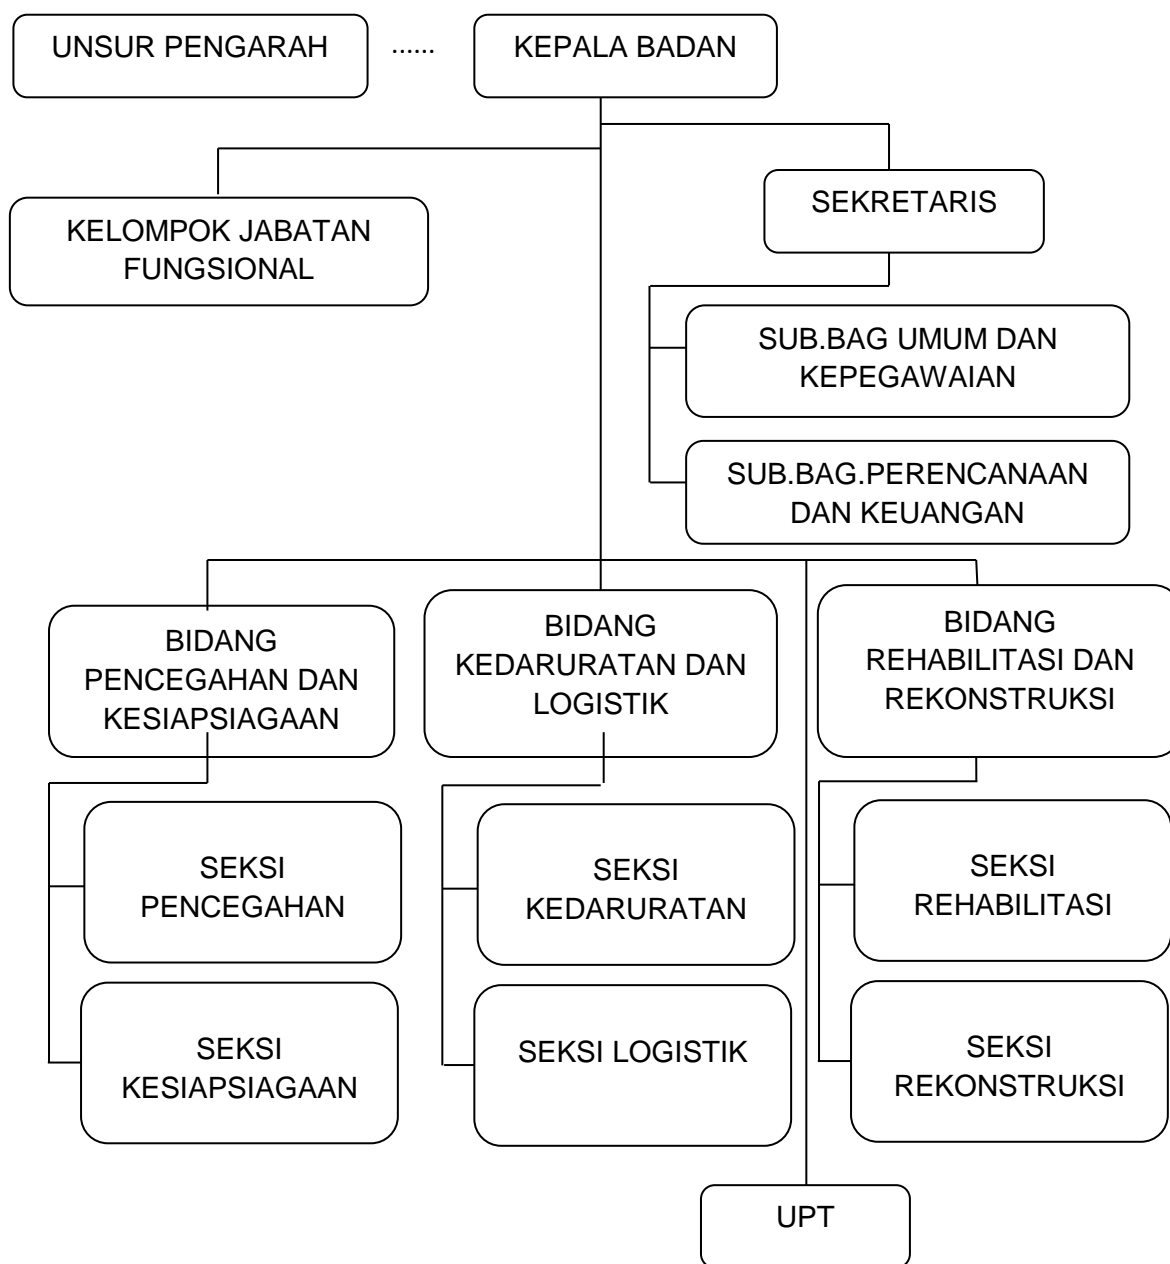 UNSUR PENGARAH ...... KEPALA BADAN
KELOMPOK JABATAN
FUNGSIONAL
SEKRETARIS
SUB.BAG UMUM DAN
KEPEGAWAIAN
SUB.BAG.PERENCANAAN
DAN KEUANGAN
BIDANG
PENCEGAHAN DAN
KESIAPSIAGAAN
BIDANG
KEDARURATAN DAN
LOGISTIK
BIDANG
REHABILITASI DAN
REKONSTRUKSI
SEKSI
PENCEGAHAN
SEKSI
KEDARURATAN
SEKSI
REHABILITASI
SEKSI
KESIAPSIAGAAN
SEKSI LOGISTIK
SEKSI
REKONSTRUKSI
UPT